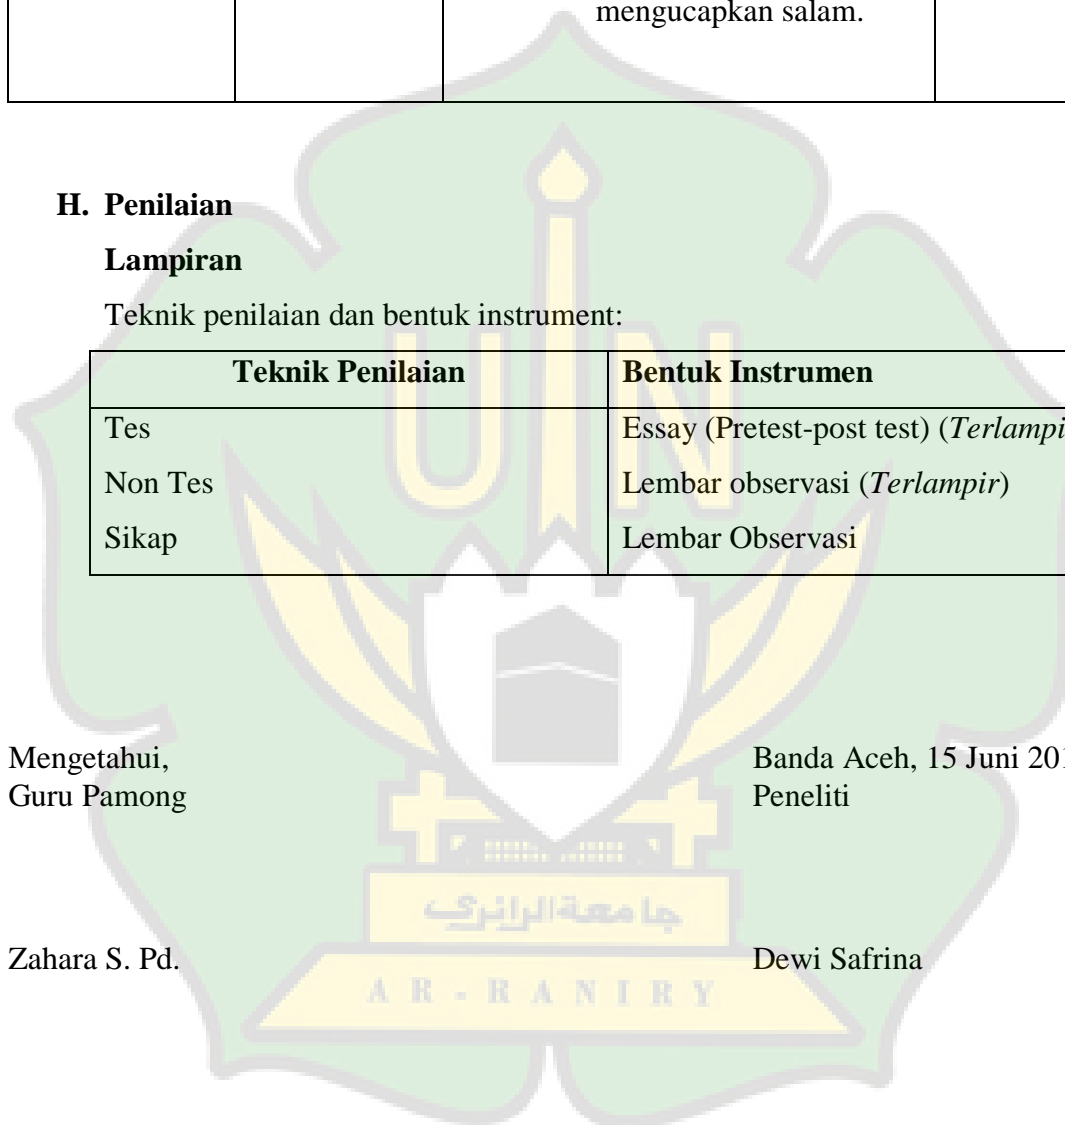 mengucapkan salam.
H. Penilaian
Lampiran
Teknik penilaian dan bentuk instrument:
Teknik Penilaian Bentuk Instrumen
Tes Essay (Pretest-post test) (Terlampi
Non Tes Lembar observasi (Terlampir)
Sikap Lembar Observasi
UIN
Mengetahui, Banda Aceh, 15 Juni 201
Guru Pamong Peneliti
جامعة الرانري
Zahara S. Pd. Dewi Safrina
AR-RANIRY